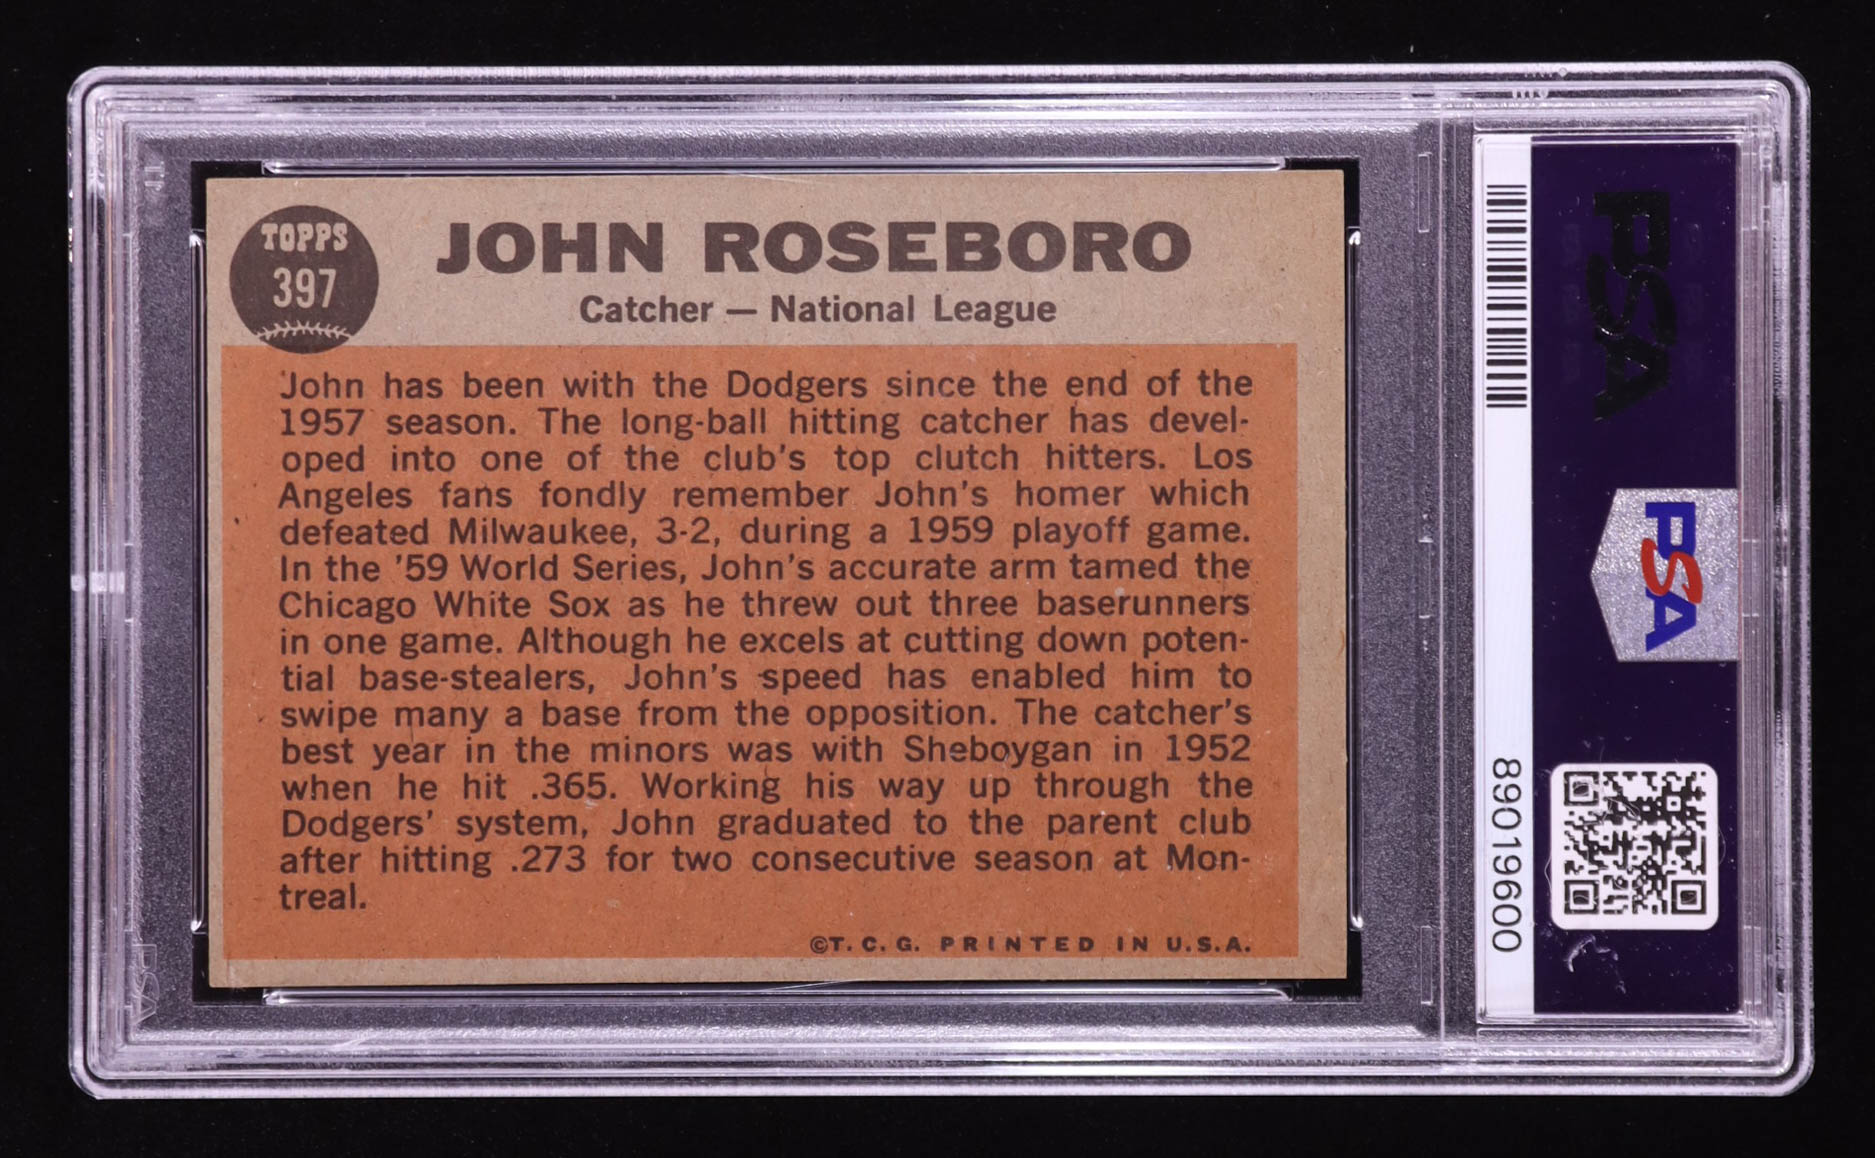 TOPPS
397
JOHN ROSEBORO
Catcher — National League
John has been with the Dodgers since the end of the
1957 season. The long-ball hitting catcher has devel-
oped into one of the club's top clutch hitters. Los
Angeles fans fondly remember John's homer which
defeated Milwaukee, 3-2, during a 1959 playoff game.
In the '59 World Series, John's accurate arm tamed the
Chicago White Sox as he threw out three baserunners
in one game. Although he excels at cutting down poten-
tial base-stealers, John's speed has enabled him to
swipe many a base from the opposition. The catcher's
best year in the minors was with Sheboygan in 1952
when he hit .365. Working his way up through the
Dodgers' system, John graduated to the parent club
after hitting .273 for two consecutive season at Mon-
treal.
©T. C. G. PRINTED IN U.S.A.
89019600
PSA
PSA
PSA